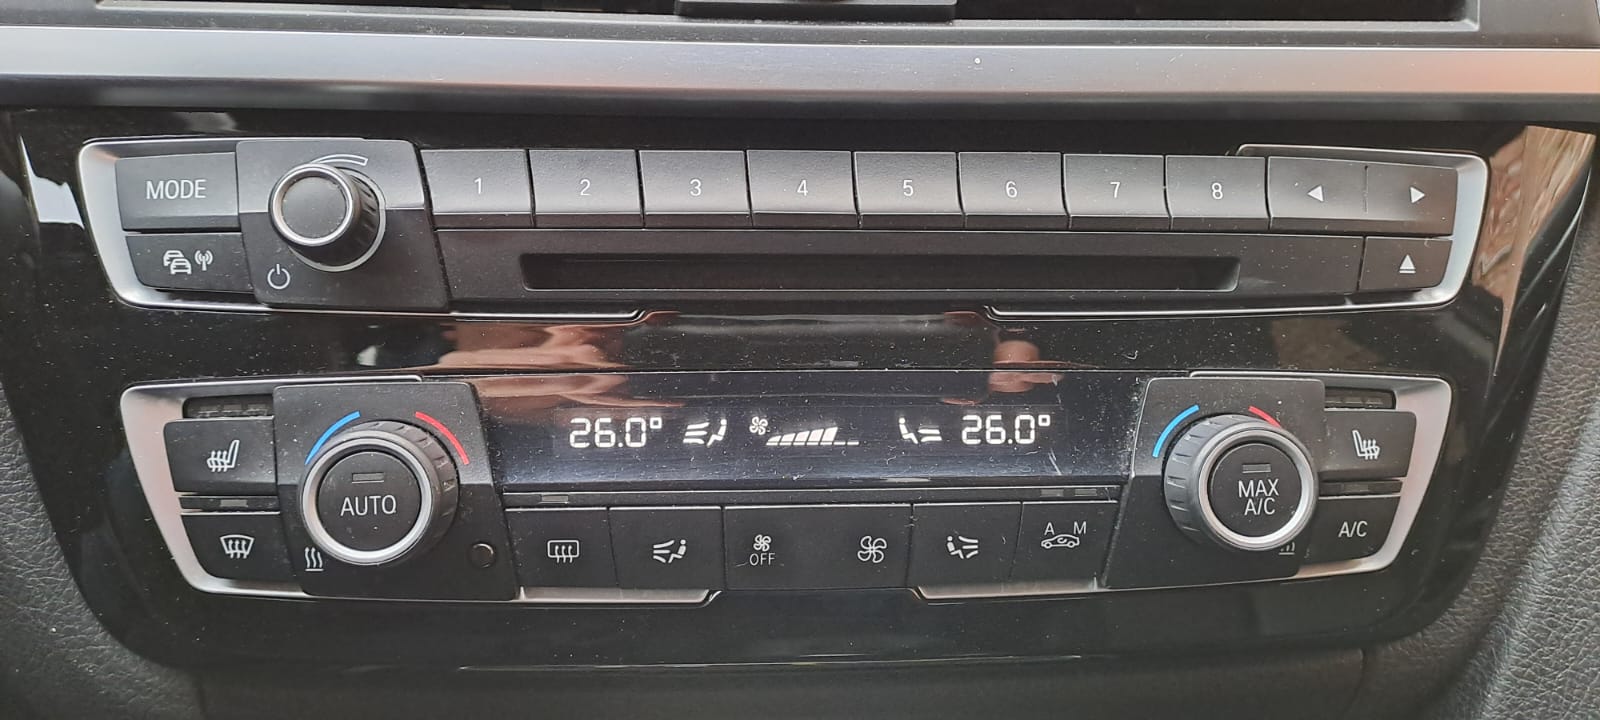 MODE
1 2 3 4 5 6 7 8
26.0° 26.0°
AUTO
MAX
A/C
OFF
A M
A/C